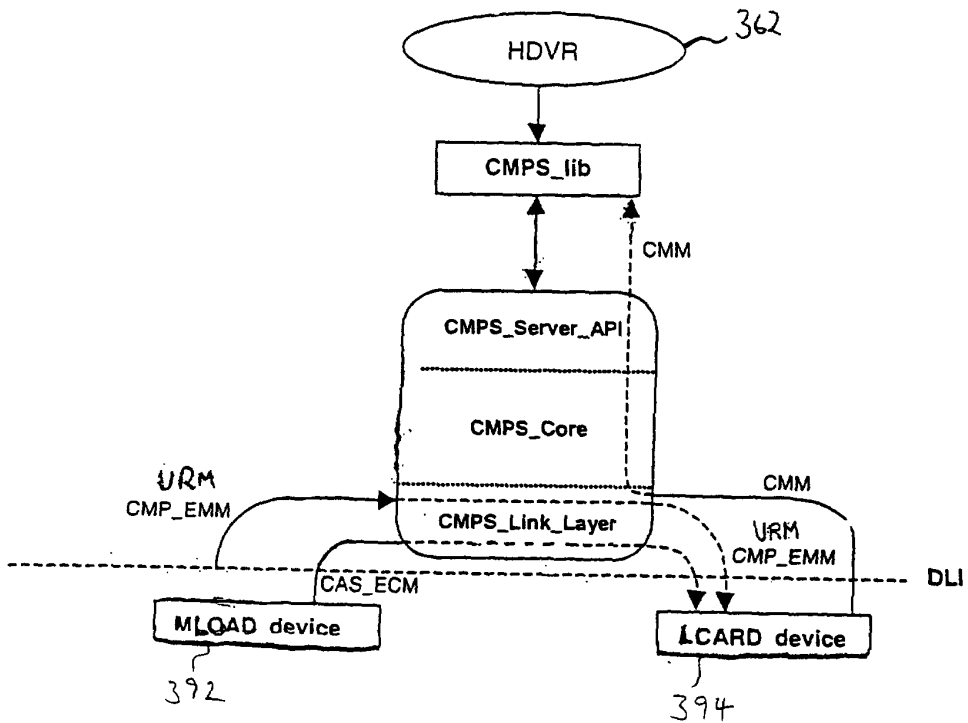 362
HDVR
CMPS_lib
CMM
CMPS_Server_API
CMPS_Core
URM
CMP_EMM
CMM
CMPS_Link_Layer
URM
CMP_EMM
CAS_ECM
DLI
MLOAD device
LCARD device
392
394